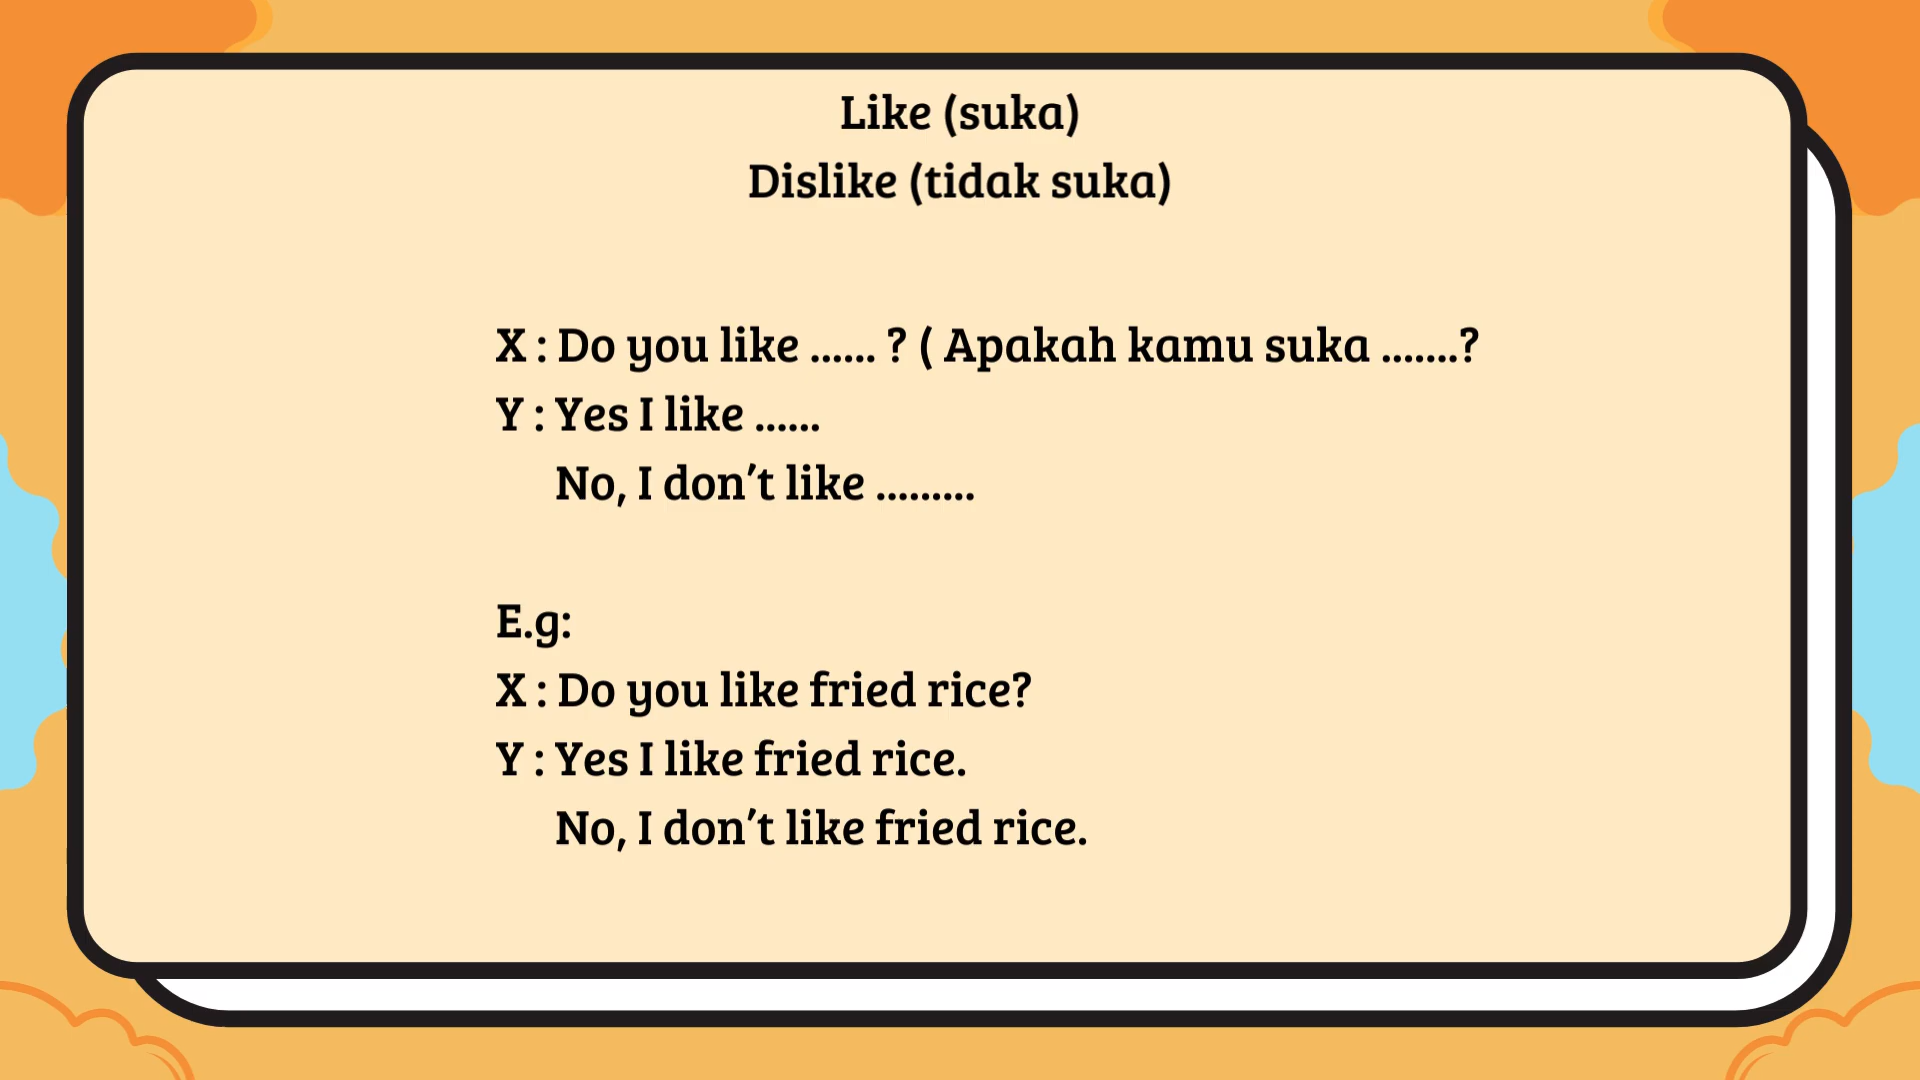 Like (suka)
Dislike (tidak suka)
X : Do you like ...... ? ( Apakah kamu suka .......?
Y : Yes I like ......
No, I don’t like .........
E.g:
X : Do you like fried rice?
Y : Yes I like fried rice.
No, I don’t like fried rice.